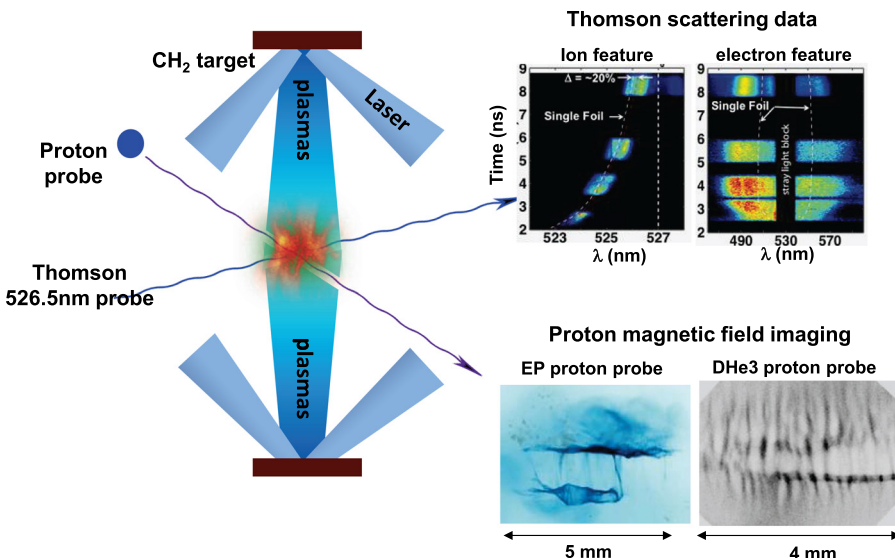 Thomson scattering data
Ion feature
electron feature
CH2 target
plasmas
Laser
Proton
probe
Thomson
526.5nm probe
plasmas
Time (ns)
9
8
7
6
5
4
3
2
Δ = ~20%
Single Foil
523
525
527
λ (nm)
9
8
7
6
5
4
3
2
Single Foil
stray light block
490
530
570
λ (nm)
Proton magnetic field imaging
EP proton probe
DHe3 proton probe
5 mm
4 mm